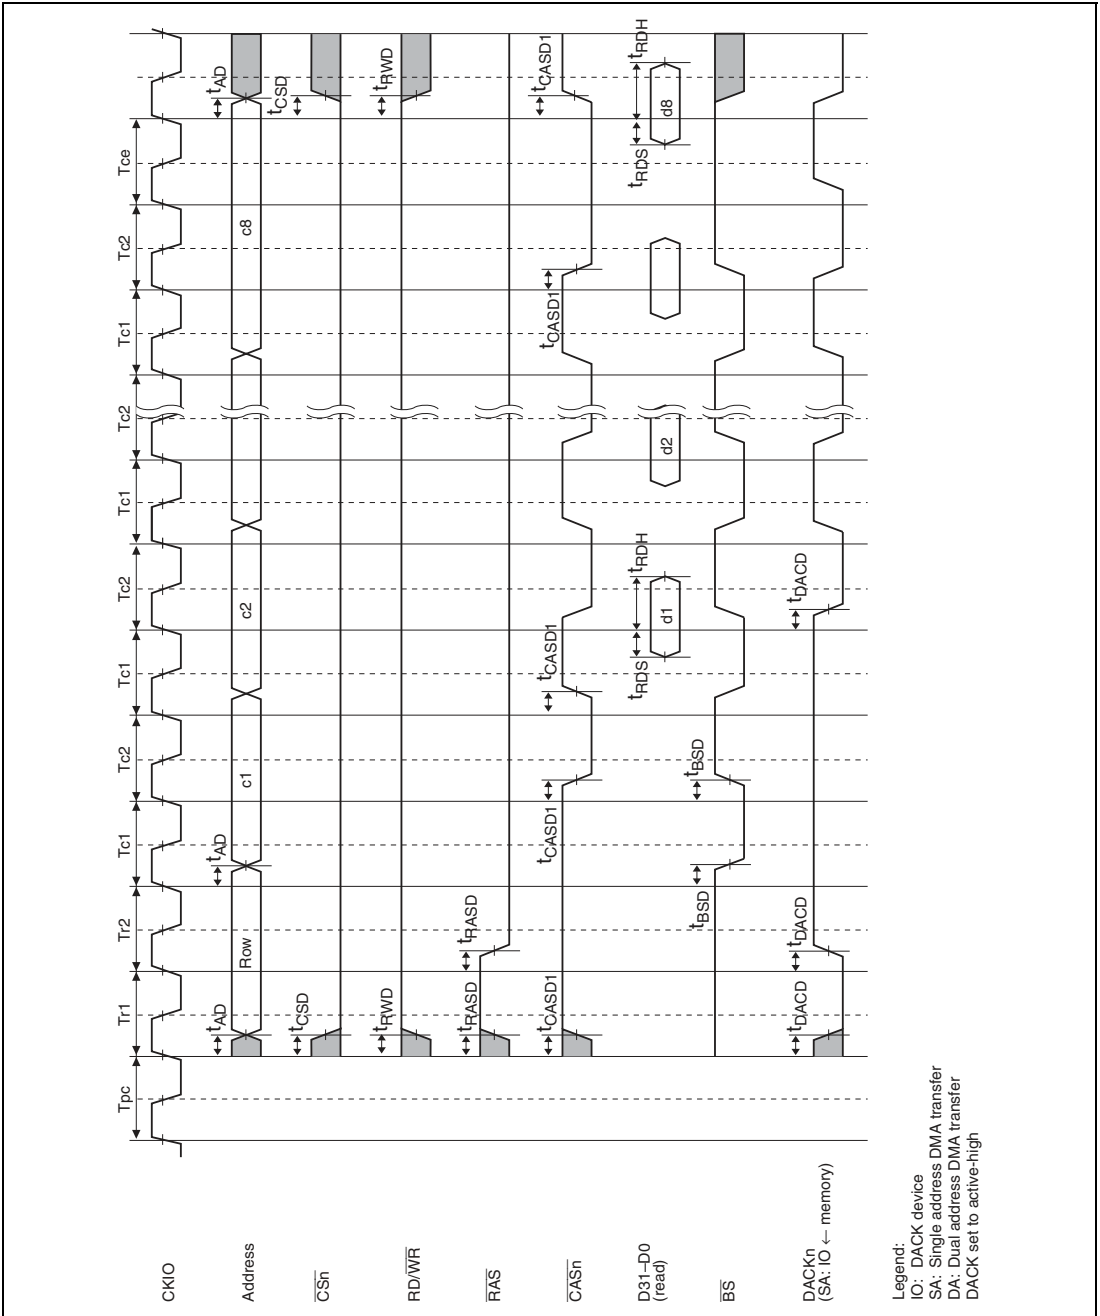 Tpc Tr1 Tr2 Tc1 Tc2 Tc1 Tc2 Tc1 Tc2 Tc1 Tc2 Tce
CKIO
tAD tAD tAD
Address Row c1 c2 c8
tCSD tCSD
CSn
tRWD tRWD
RD/WR
tRASD tRASD
RAS
tCASD1 tCASD1 tCASD1 tCASD1 tCASD1
CASn
tRDS tRDH tRDS tRDH
D31–D0
(read)
d1 d2 d8
tBSD tBSD
BS
tDACD tDACD tDACD
DACKn
(SA: IO ← memory)
Legend:
IO: DACK device
SA: Single address DMA transfer
DA: Dual address DMA transfer
DACK set to active-high